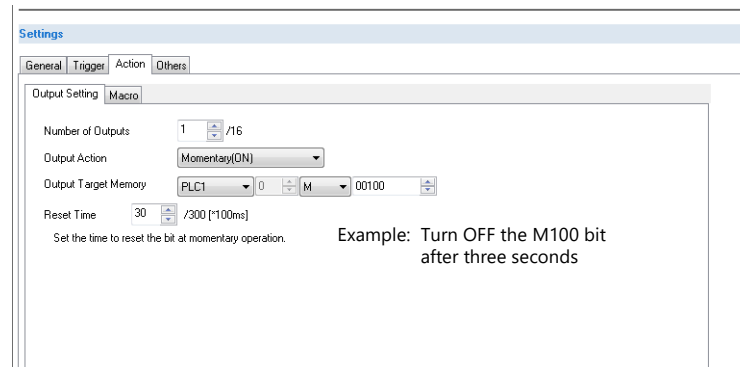 Settings
General Trigger Action Others
Output Setting Macro
Number of Outputs 1 /16
Output Action Momentary(ON)
Output Target Memory PLC1 0 M 00100
Reset Time 30 /300 [*100ms]
Set the time to reset the bit at momentary operation.
Example: Turn OFF the M100 bit
after three seconds